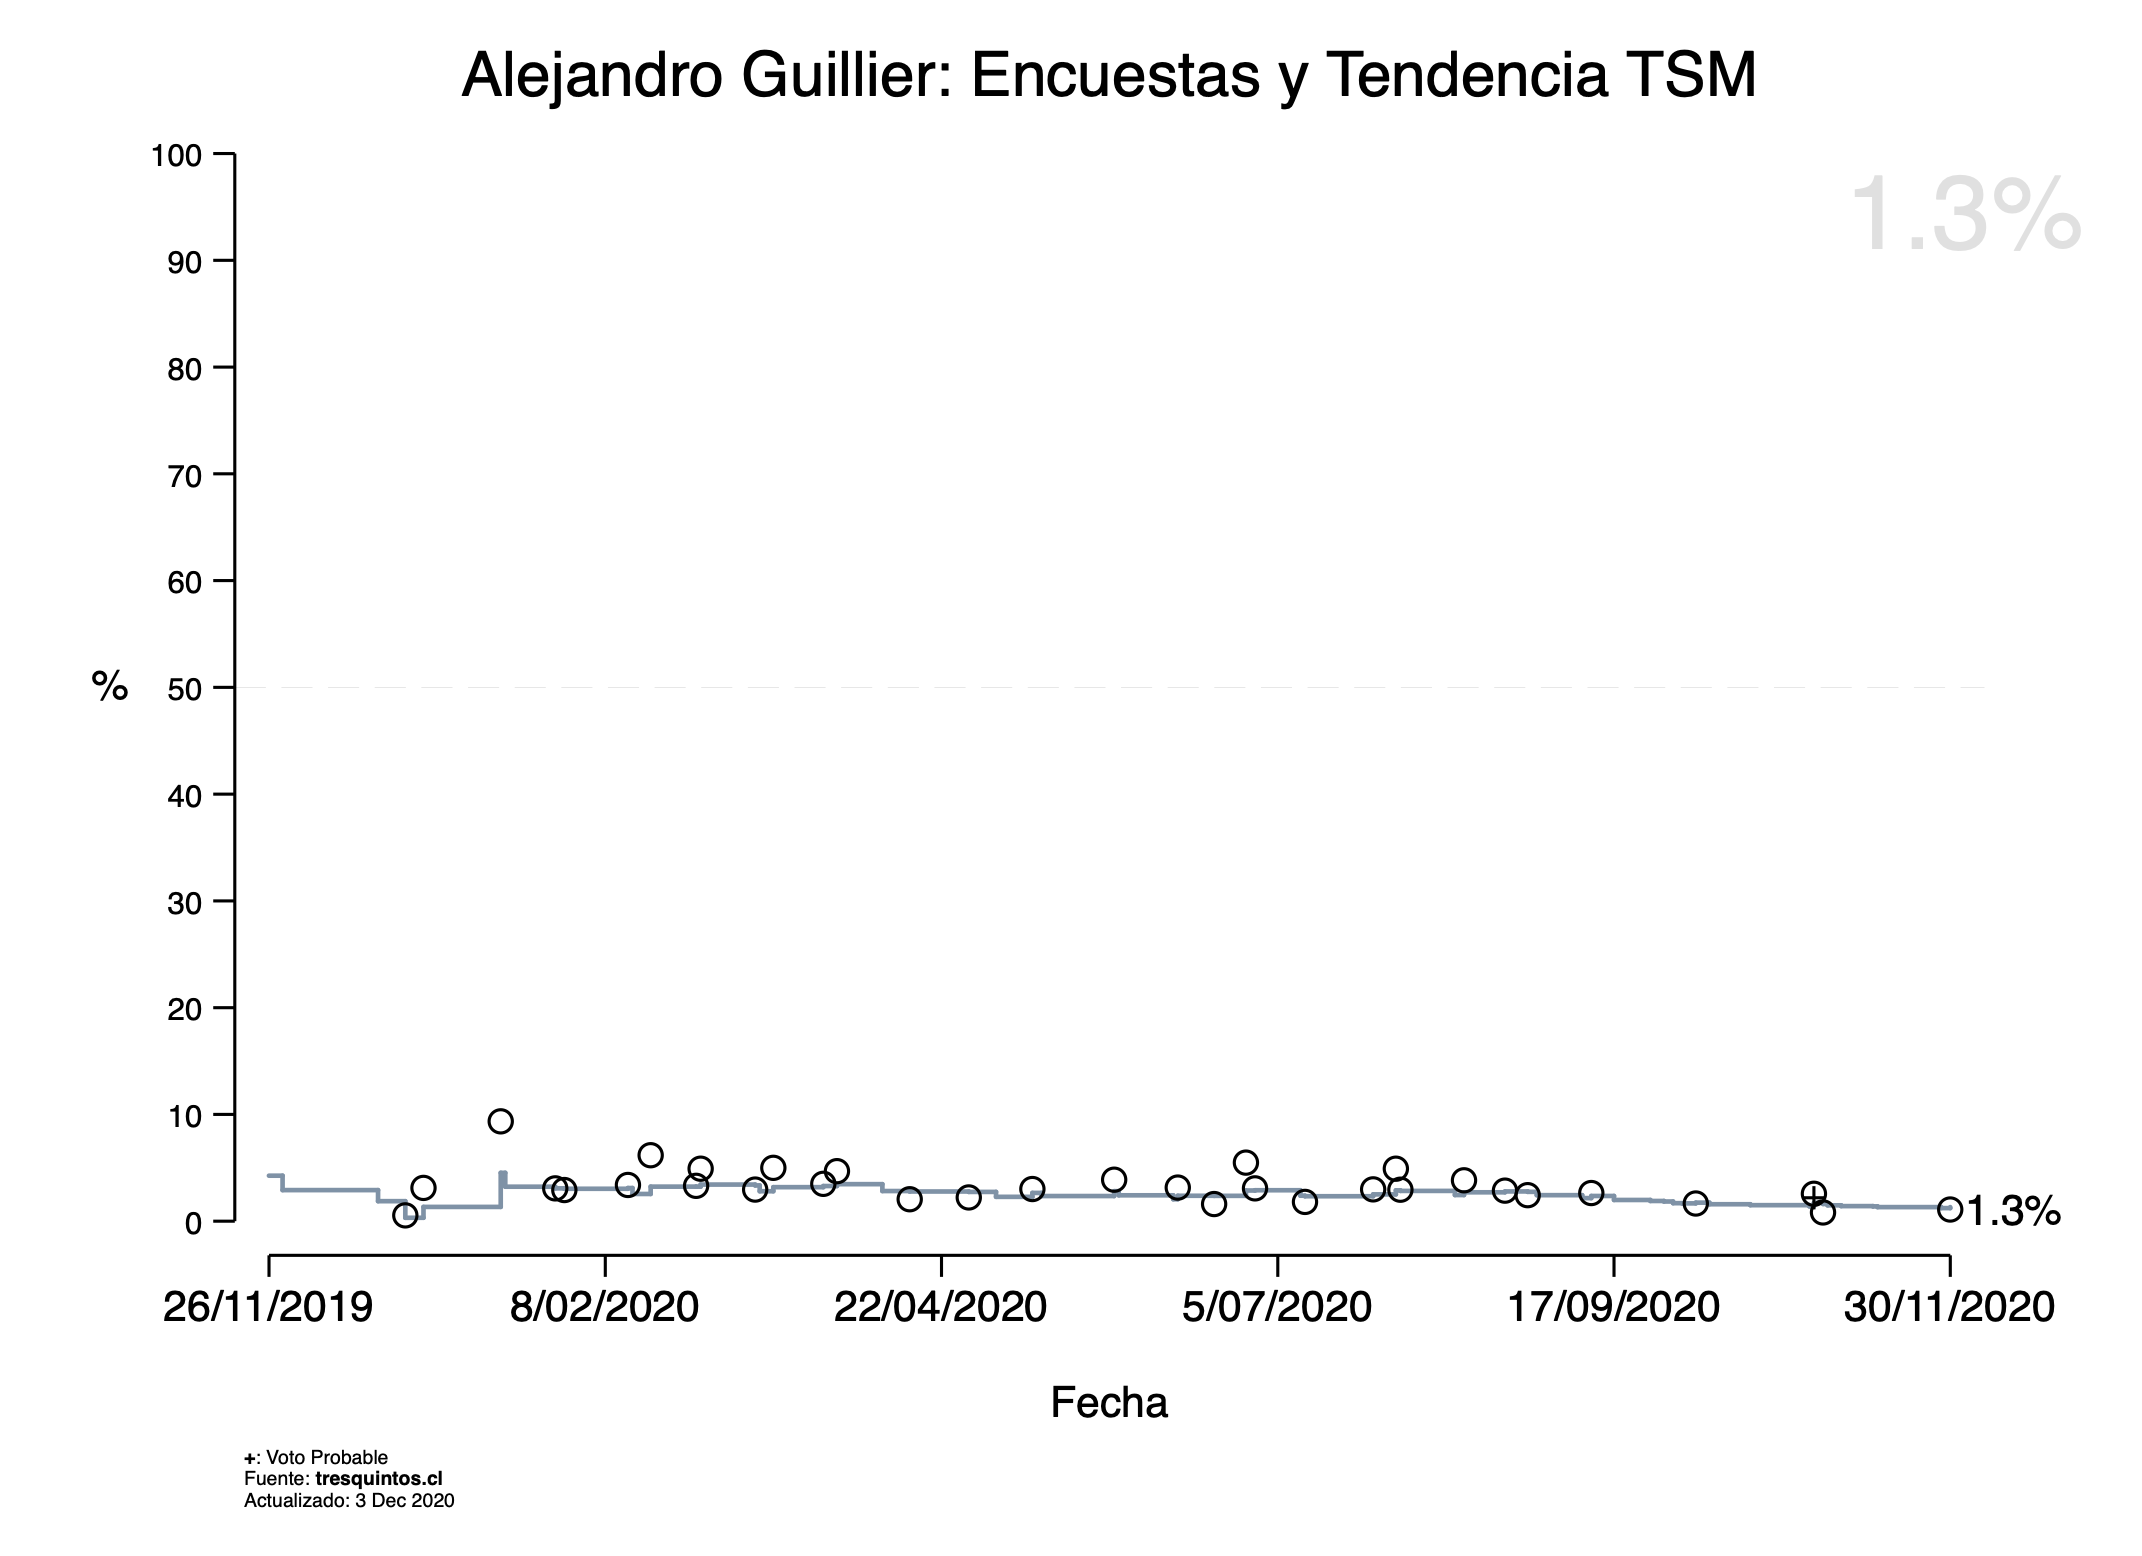 Alejandro Guillier: Encuestas y Tendencia TSM
1.3%
100
90
80
70
60
50
40
30
20
10
0
%
1.3%
26/11/2019 8/02/2020 22/04/2020 5/07/2020 17/09/2020 30/11/2020
Fecha
+: Voto Probable
Fuente: tresquintos.cl
Actualizado: 3 Dec 2020